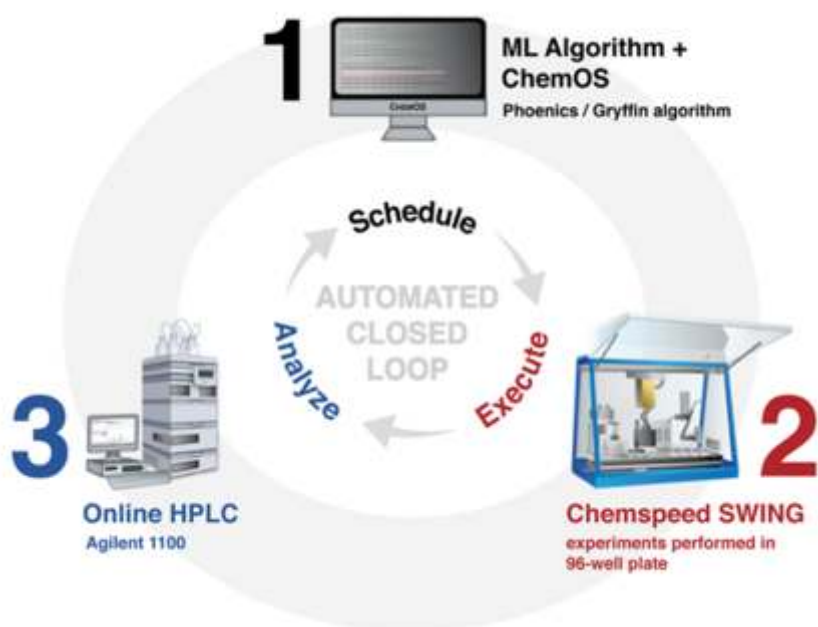 1
ML Algorithm +
ChemOS
Phoenics / Gryffin algorithm
ChemOS
Schedule
AUTOMATED
CLOSED
LOOP
Execute
Analyze
2
Chemspeed SWING
experiments performed in
96-well plate
3
Online HPLC
Agilent 1100